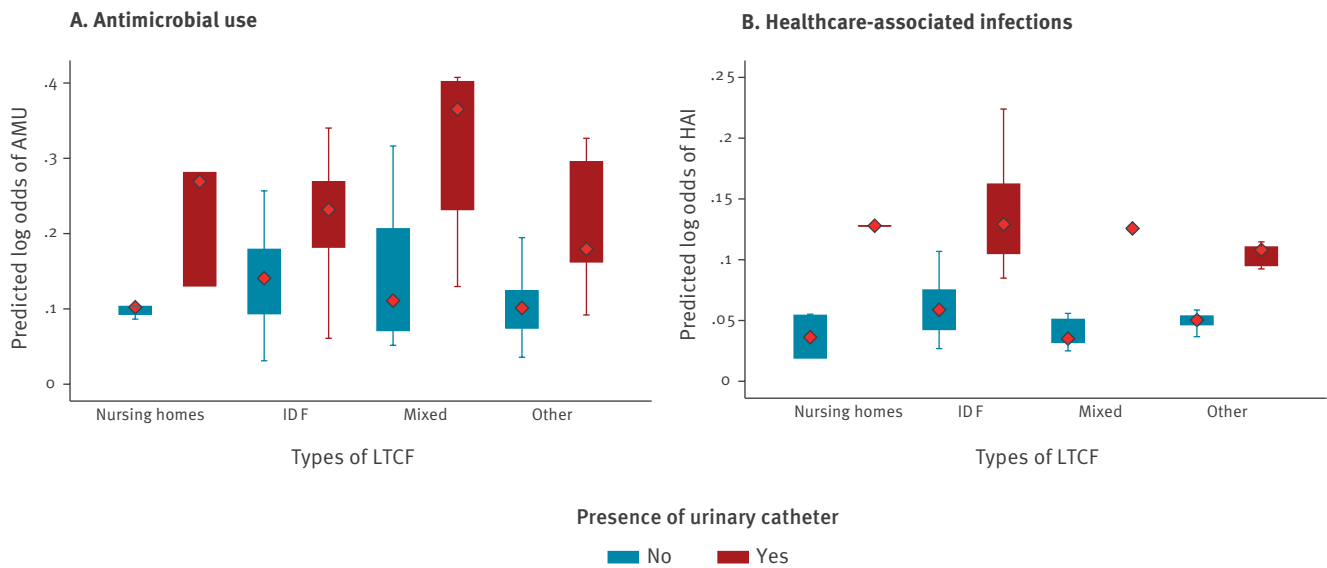 A. Antimicrobial use
Predicted log odds of AMU
.4
.3
.2
.1
0
Nursing homes
ID F
Mixed
Other
Types of LTCF
B. Healthcare-associated infections
Predicted log odds of HAI
.25
.2
.15
.1
.05
0
Nursing homes
ID F
Mixed
Other
Types of LTCF
Presence of urinary catheter
No
Yes